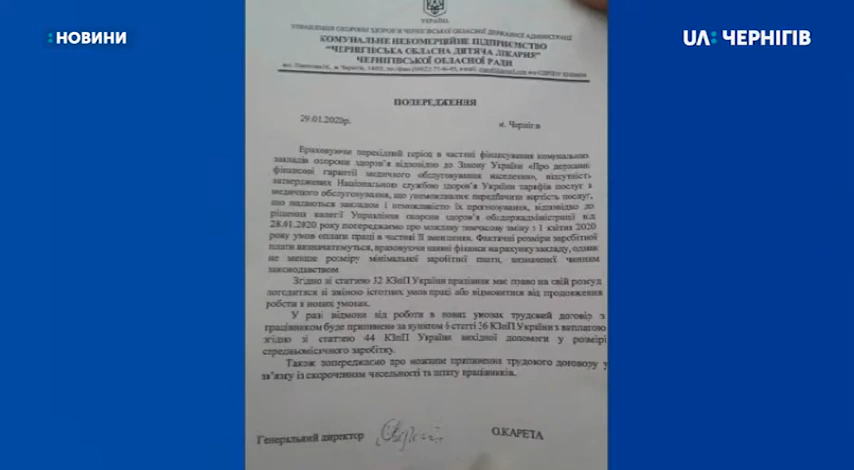 НОВИНИ
UA: ЧЕРНІГІВ
УКРАЇНА
УПРАВЛІННЯ ОХОРОНИ ЗДОРОВ'Я ЧЕРНІГІВСЬКОЇ ОБЛАСНОЇ ДЕРЖАВНОЇ АДМІНІСТРАЦІЇ
КОМУНАЛЬНЕ НЕКОМЕРЦІЙНЕ ПІДПРИЄМСТВО
"ЧЕРНІГІВСЬКА ОБЛАСНА ДИТЯЧА ЛІКАРНЯ"
ЧЕРНІГІВСЬКОЇ ОБЛАСНОЇ РАДИ
ПОПЕРЕДЖЕННЯ
29.01.2020р.
м. Чернігів
Враховуючи перехідний період в частині фінансування комунальних
закладів охорони здоров'я відповідно до Закону України «Про державні
фінансові гарантії медичного обслуговування населення», відсутність
затверджених Національною службою здоров'я України тарифів послуг з
медичного обслуговування, що унеможливлює передбачити вартість послуг,
що надаються закладом і неможливість їх прогнозування, відповідно до
рішення колегії Управління охорони здоров'я облдержадміністрації від
28.01.2020 року попереджаємо про можливу тимчасову зміну з 1 квітня 2020
року умов оплати праці в частині її зменшення. Фактичні розміри заробітної
плати визначатимуться, враховуючи наявні фінанси на рахунку закладу, однак
не менше розміру мінімальної заробітної плати, визначеної чинним
законодавством
Згідно зі статтею 32 КЗпП України працівник має право на свій розсуд
погодитися зі зміною істотних умов праці або відмовитися від продовження
роботи в нових умовах.
У разі відмови від роботи в нових умовах трудовий договір з
працівником буде припинено за пунктом 6 статті 36 КЗпП України з виплатою
згідно зі статтею 44 КЗпП України вихідної допомоги у розмірі
середньомісячного заробітку.
Також попереджаємо про можливе припинення трудового договору у
зв'язку із скороченням чисельності та штату працівників.
Генеральний директор
О.КАРЕТА